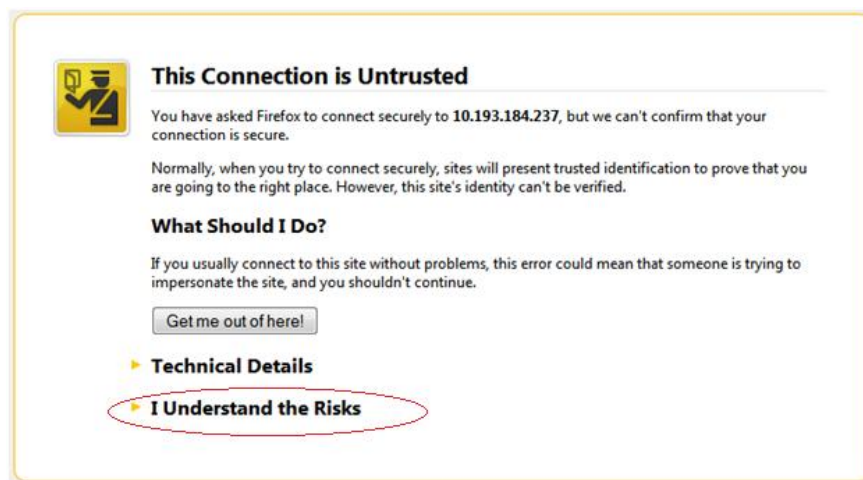 This Connection is Untrusted
You have asked Firefox to connect securely to 10.193.184.237, but we can't confirm that your
connection is secure.
Normally, when you try to connect securely, sites will present trusted identification to prove that you
are going to the right place. However, this site's identity can't be verified.
What Should I Do?
If you usually connect to this site without problems, this error could mean that someone is trying to
impersonate the site, and you shouldn't continue.
Get me out of here!
Technical Details
I Understand the Risks